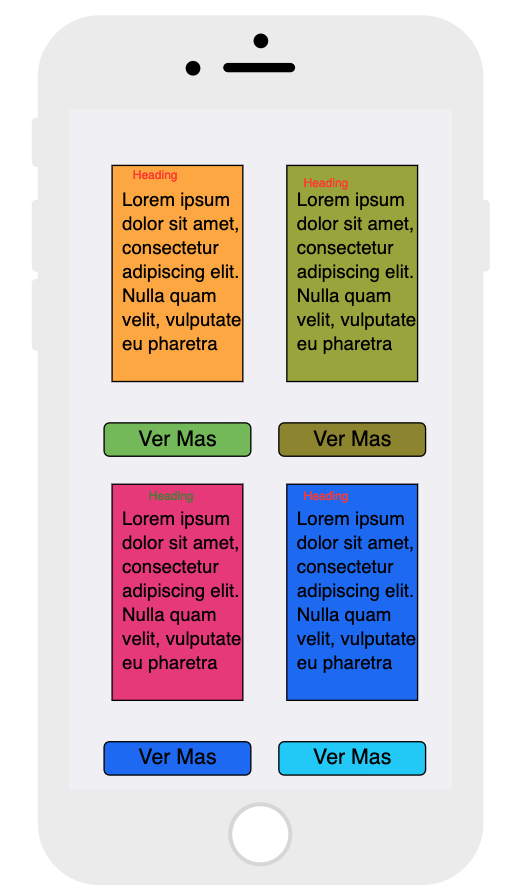 Heading
Lorem ipsum
dolor sit amet,
consectetur
adipiscing elit.
Nulla quam
velit, vulputate
eu pharetra
Heading
Lorem ipsum
dolor sit amet,
consectetur
adipiscing elit.
Nulla quam
velit, vulputate
eu pharetra
Ver Mas
Ver Mas
Heading
Lorem ipsum
dolor sit amet,
consectetur
adipiscing elit.
Nulla quam
velit, vulputate
eu pharetra
Heading
Lorem ipsum
dolor sit amet,
consectetur
adipiscing elit.
Nulla quam
velit, vulputate
eu pharetra
Ver Mas
Ver Mas